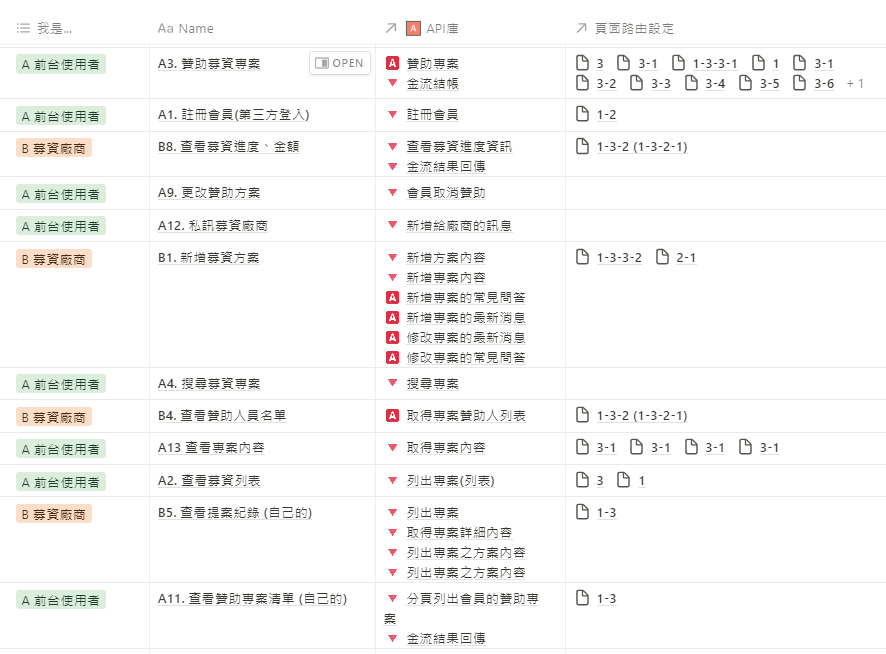 我是... Aa Name A API庫 頁面路由設定
A 前台使用者 A3. 贊助募資專案 OPEN A 贊助專案 3 3-1 1-3-3-1 1 3-1
金流結帳 3-2 3-3 3-4 3-5 3-6 + 1
A 前台使用者 A1. 註冊會員(第三方登入) 註冊會員 1-2
B 募資廠商 B8. 查看募資進度、金額 查看募資進度資訊 1-3-2 (1-3-2-1)
金流結果回傳
A 前台使用者 A9. 更改贊助方案 會員取消贊助
A 前台使用者 A12. 私訊募資廠商 新增給廠商的訊息
B 募資廠商 B1. 新增募資方案 新增方案內容 1-3-3-2 2-1
新增專案內容
A 新增專案的常見問答
A 新增專案的最新消息
A 修改專案的最新消息
A 修改專案的常見問答
A 前台使用者 A4. 搜尋募資專案 搜尋專案
B 募資廠商 B4. 查看贊助人員名單 A 取得專案贊助人列表 1-3-2 (1-3-2-1)
A 前台使用者 A13 查看專案內容 取得專案內容 3-1 3-1 3-1 3-1
A 前台使用者 A2. 查看募資列表 列出專案(列表) 3 1
B 募資廠商 B5. 查看提案紀錄 (自己的) 列出專案 1-3
取得專案詳細內容
列出專案之方案內容
列出專案之方案內容
A 前台使用者 A11. 查看贊助專案清單 (自己的) 分頁列出會員的贊助專 1-3
案
金流結果回傳